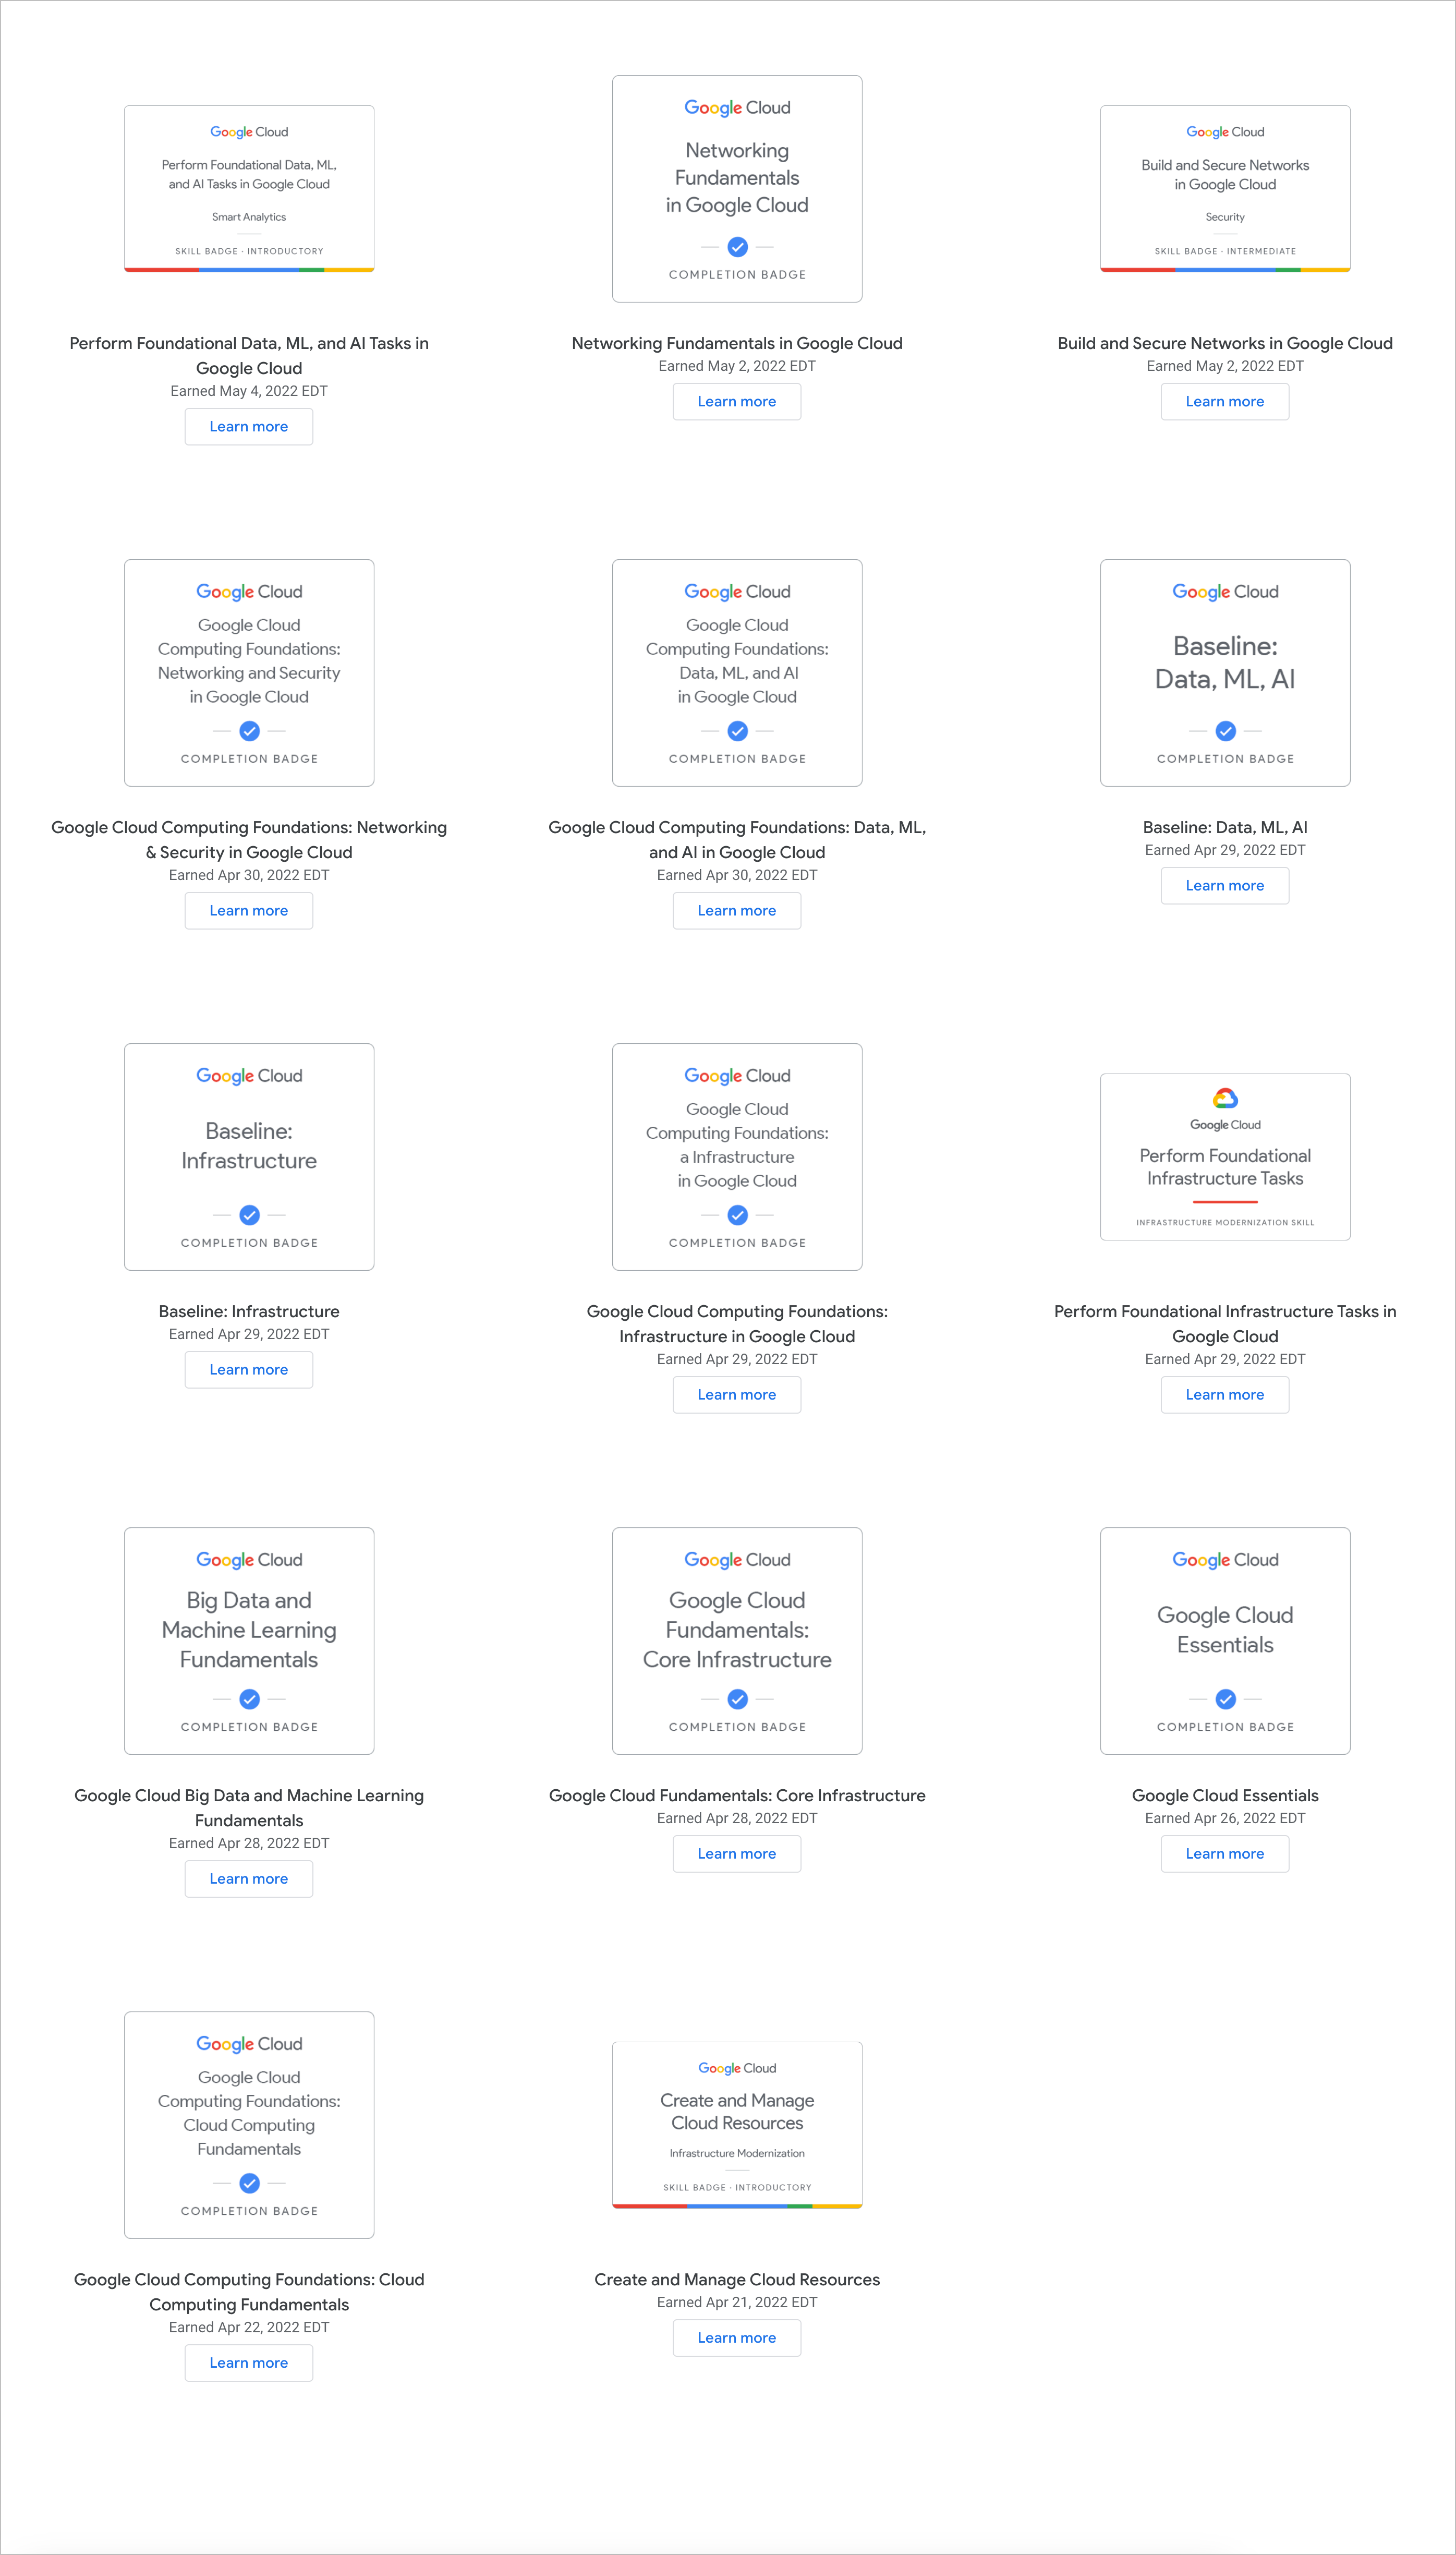 Google Cloud
Perform Foundational Data, ML,
and AI Tasks in Google Cloud
Smart Analytics
SKILL BADGE · INTRODUCTORY
Perform Foundational Data, ML, and AI Tasks in
Google Cloud
Earned May 4, 2022 EDT
Learn more
Google Cloud
Networking
Fundamentals
in Google Cloud
COMPLETION BADGE
Networking Fundamentals in Google Cloud
Earned May 2, 2022 EDT
Learn more
Google Cloud
Build and Secure Networks
in Google Cloud
Security
SKILL BADGE · INTERMEDIATE
Build and Secure Networks in Google Cloud
Earned May 2, 2022 EDT
Learn more
Google Cloud
Google Cloud
Computing Foundations:
Networking and Security
in Google Cloud
COMPLETION BADGE
Google Cloud Computing Foundations: Networking
& Security in Google Cloud
Earned Apr 30, 2022 EDT
Learn more
Google Cloud
Google Cloud
Computing Foundations:
Data, ML, and AI
in Google Cloud
COMPLETION BADGE
Google Cloud Computing Foundations: Data, ML,
and AI in Google Cloud
Earned Apr 30, 2022 EDT
Learn more
Google Cloud
Baseline:
Data, ML, AI
COMPLETION BADGE
Baseline: Data, ML, AI
Earned Apr 29, 2022 EDT
Learn more
Google Cloud
Baseline:
Infrastructure
COMPLETION BADGE
Baseline: Infrastructure
Earned Apr 29, 2022 EDT
Learn more
Google Cloud
Google Cloud
Computing Foundations:
a Infrastructure
in Google Cloud
COMPLETION BADGE
Google Cloud Computing Foundations:
Infrastructure in Google Cloud
Earned Apr 29, 2022 EDT
Learn more
Google Cloud
Perform Foundational
Infrastructure Tasks
INFRASTRUCTURE MODERNIZATION SKILL
Perform Foundational Infrastructure Tasks in
Google Cloud
Earned Apr 29, 2022 EDT
Learn more
Google Cloud
Big Data and
Machine Learning
Fundamentals
COMPLETION BADGE
Google Cloud Big Data and Machine Learning
Fundamentals
Earned Apr 28, 2022 EDT
Learn more
Google Cloud
Google Cloud
Fundamentals:
Core Infrastructure
COMPLETION BADGE
Google Cloud Fundamentals: Core Infrastructure
Earned Apr 28, 2022 EDT
Learn more
Google Cloud
Google Cloud
Essentials
COMPLETION BADGE
Google Cloud Essentials
Earned Apr 26, 2022 EDT
Learn more
Google Cloud
Google Cloud
Computing Foundations:
Cloud Computing
Fundamentals
COMPLETION BADGE
Google Cloud Computing Foundations: Cloud
Computing Fundamentals
Earned Apr 22, 2022 EDT
Learn more
Google Cloud
Create and Manage
Cloud Resources
Infrastructure Modernization
SKILL BADGE · INTRODUCTORY
Create and Manage Cloud Resources
Earned Apr 21, 2022 EDT
Learn more